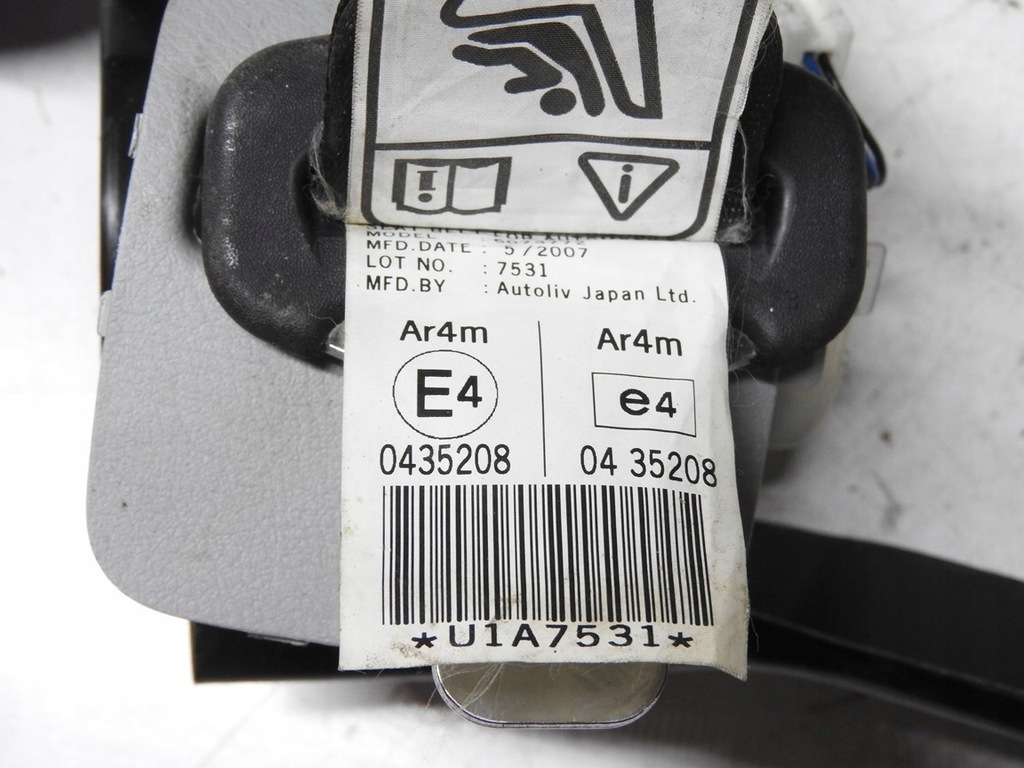 MODEL
MFD.DATE : 5/2007
LOT NO. : 7531
MFD.BY : Autoliv Japan Ltd.
Ar4m
E4
0435208
Ar4m
e4
04 35208
*U1A7531*